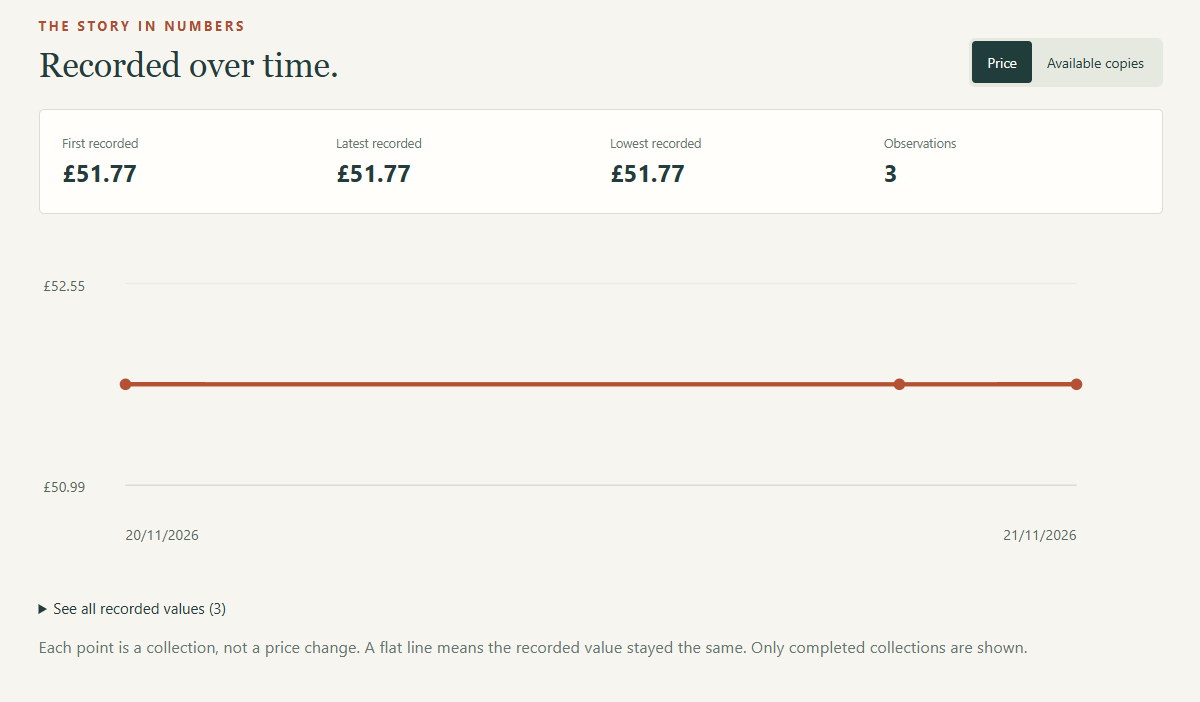 THE STORY IN NUMBERS
Recorded over time.
Price
Available copies
First recorded
Latest recorded
Lowest recorded
Observations
£51.77
£51.77
£51.77
3
£52.55
£50.99
20/11/2026
21/11/2026
See all recorded values (3)
Each point is a collection, not a price change. A flat line means the recorded value stayed the same. Only completed collections are shown.